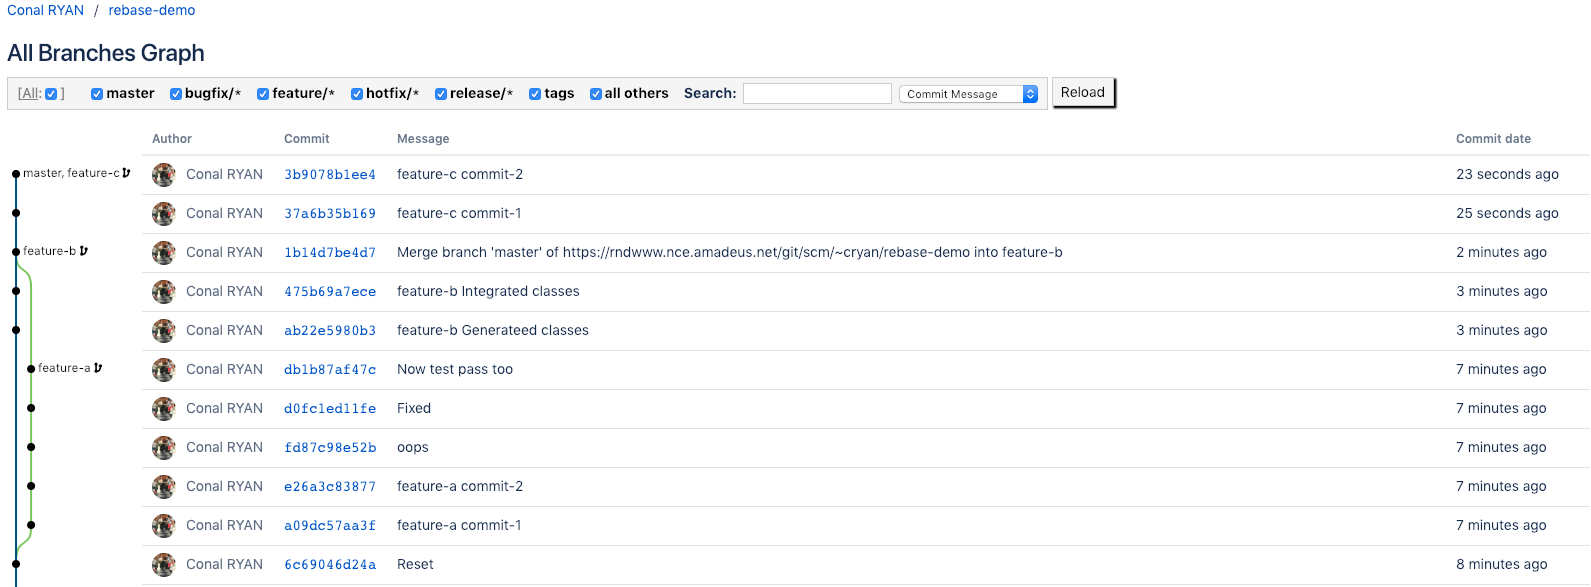 Conal RYAN / rebase-demo
All Branches Graph
[All: ] master bugfix/* feature/* hotfix/* release/* tags all others Search: Commit Message Reload
Author Commit Message Commit date
master, feature-c Conal RYAN 3b9078b1ee4 feature-c commit-2 23 seconds ago
Conal RYAN 37a6b35b169 feature-c commit-1 25 seconds ago
feature-b Conal RYAN 1b14d7be4d7 Merge branch 'master' of https://rndwww.nce.amadeus.net/git/scm/~cryan/rebase-demo into feature-b 2 minutes ago
Conal RYAN 475b69a7ece feature-b Integrated classes 3 minutes ago
Conal RYAN ab22e5980b3 feature-b Generateed classes 3 minutes ago
feature-a Conal RYAN db1b87af47c Now test pass too 7 minutes ago
Conal RYAN d0fc1ed11fe Fixed 7 minutes ago
Conal RYAN fd87c98e52b oops 7 minutes ago
Conal RYAN e26a3c83877 feature-a commit-2 7 minutes ago
Conal RYAN a09dc57aa3f feature-a commit-1 7 minutes ago
Conal RYAN 6c69046d24a Reset 8 minutes ago